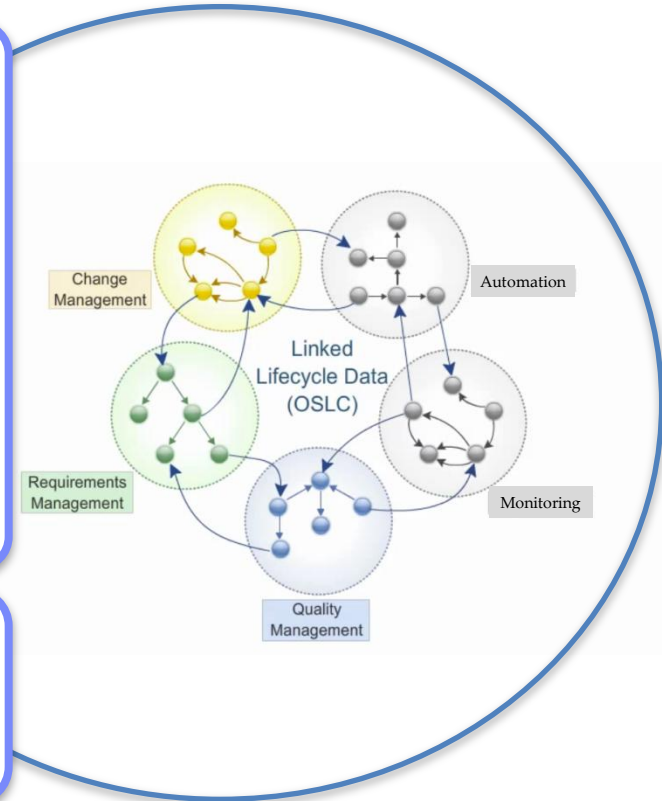 Change
Management
Automation
Linked
Lifecycle Data
(OSLC)
Requirements
Management
Monitoring
Quality
Management